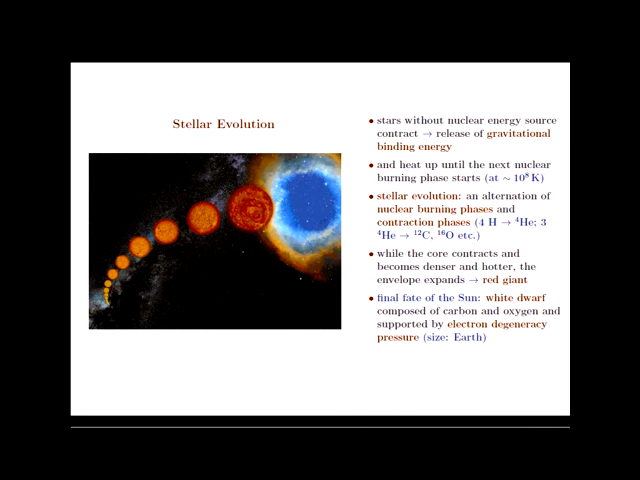 Stellar Evolution
• stars without nuclear energy source
contract → release of gravitational
binding energy
• and heat up until the next nuclear
burning phase starts (at ∼ 10⁸ K)
• stellar evolution: an alternation of
nuclear burning phases and
contraction phases (4 H → ⁴He; 3
⁴He → ¹²C, ¹⁶O etc.)
• while the core contracts and
becomes denser and hotter, the
envelope expands → red giant
• final fate of the Sun: white dwarf
composed of carbon and oxygen and
supported by electron degeneracy
pressure (size: Earth)